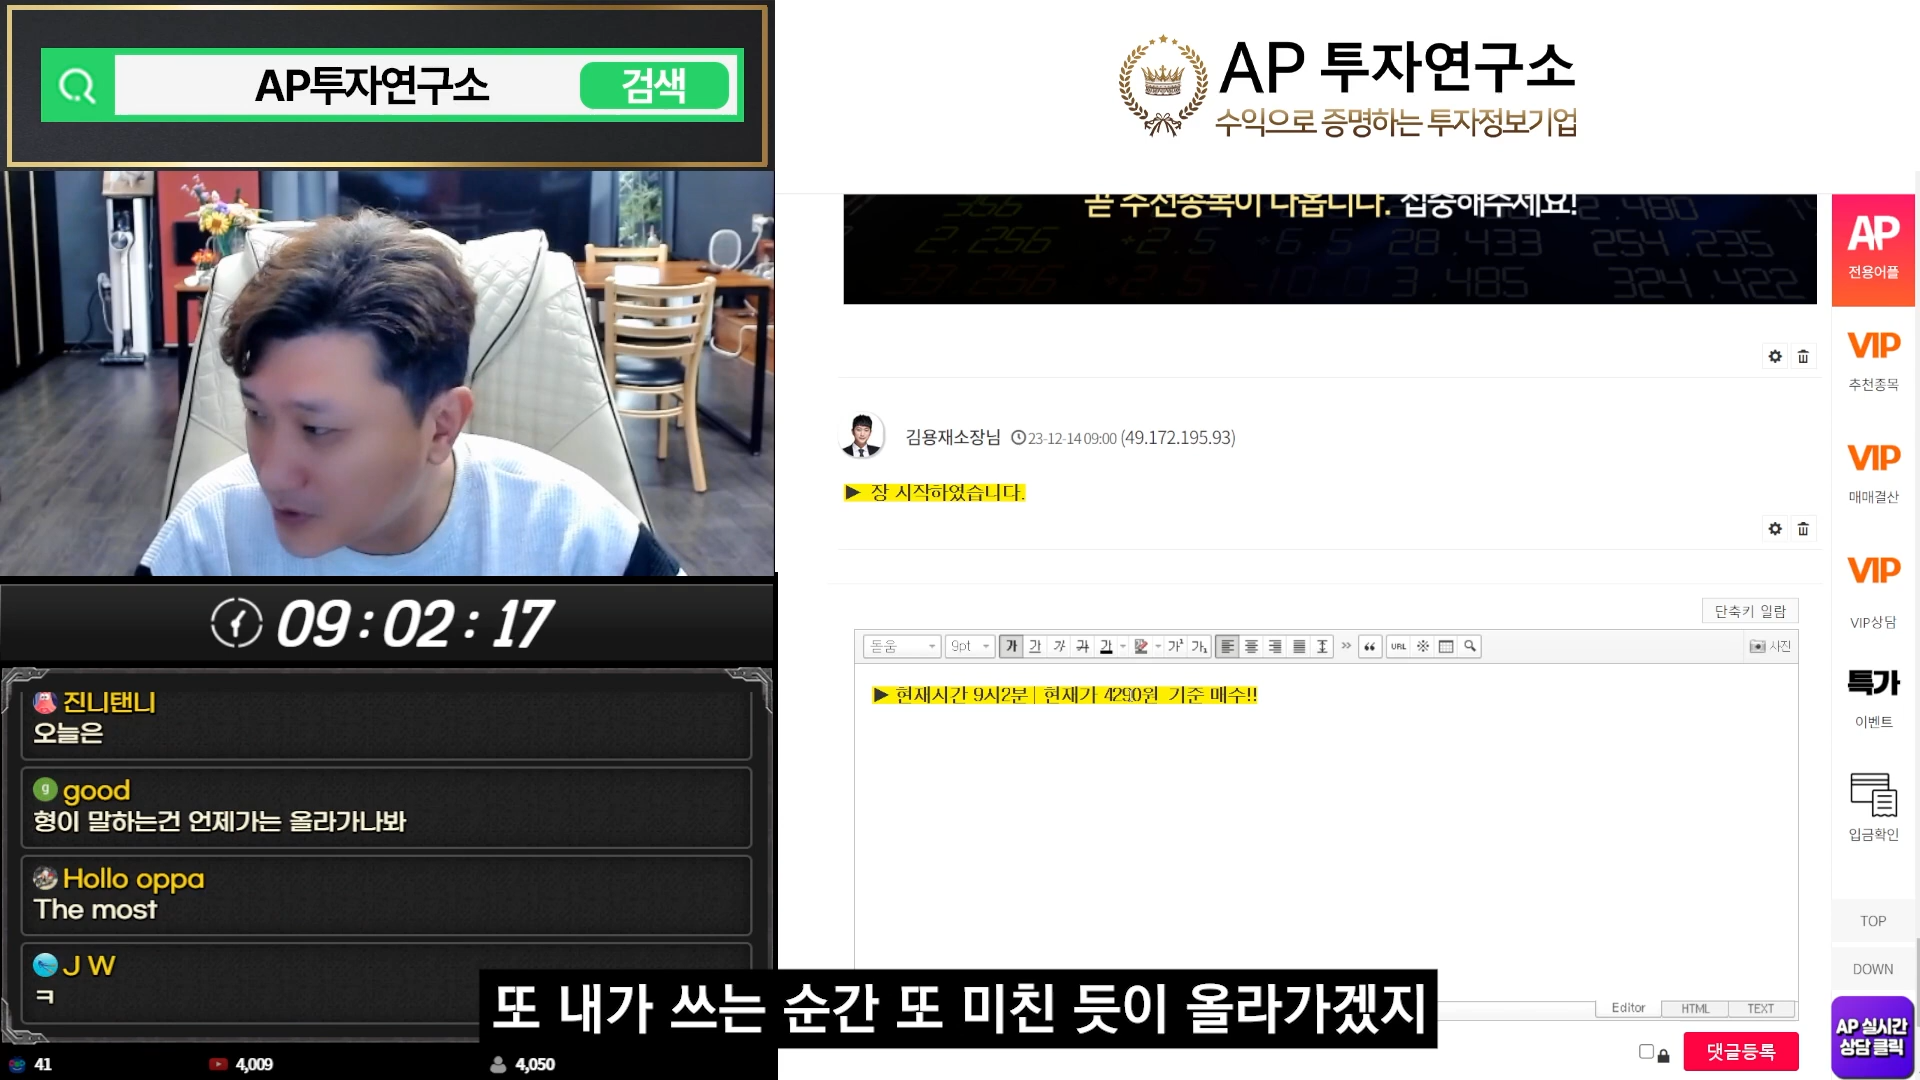 AP투자연구소
검색
AP 투자연구소
수익으로 증명하는 투자정보기업
곧 추천종목이 나옵니다. 집중해주세요!
김용재소장님 23-12-14 09:00 (49.172.195.93)
▶ 장 시작하였습니다.
단축키 일람
돋움
9pt
가 가 가 가 가
URL
사진
▶ 현재시간 9시2분| 현재가 4290원 기준 매수!!
Editor
HTML
TEXT
댓글등록
AP
전용어플
VIP
추천종목
VIP
매매결산
VIP
VIP상담
특가
이벤트
입금확인
TOP
DOWN
AP 실시간
상담 클릭
09:02:17
진니탠니
오늘은
g good
형이 말하는건 언제가는 올라가나봐
Hollo oppa
The most
J W
ㅋ
41
4,009
4,050
또 내가 쓰는 순간 또 미친 듯이 올라가겠지